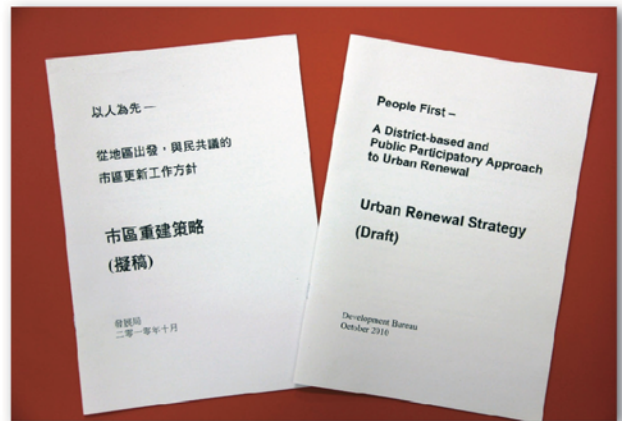 以人為先 —
從地區出發，與民共議的
市區更新工作方針
市區重建策略
(擬稿)
發展局
二零一零年十月
People First –
A District-based and
Public Participatory Approach
to Urban Renewal
Urban Renewal Strategy
(Draft)
Development Bureau
October 2010